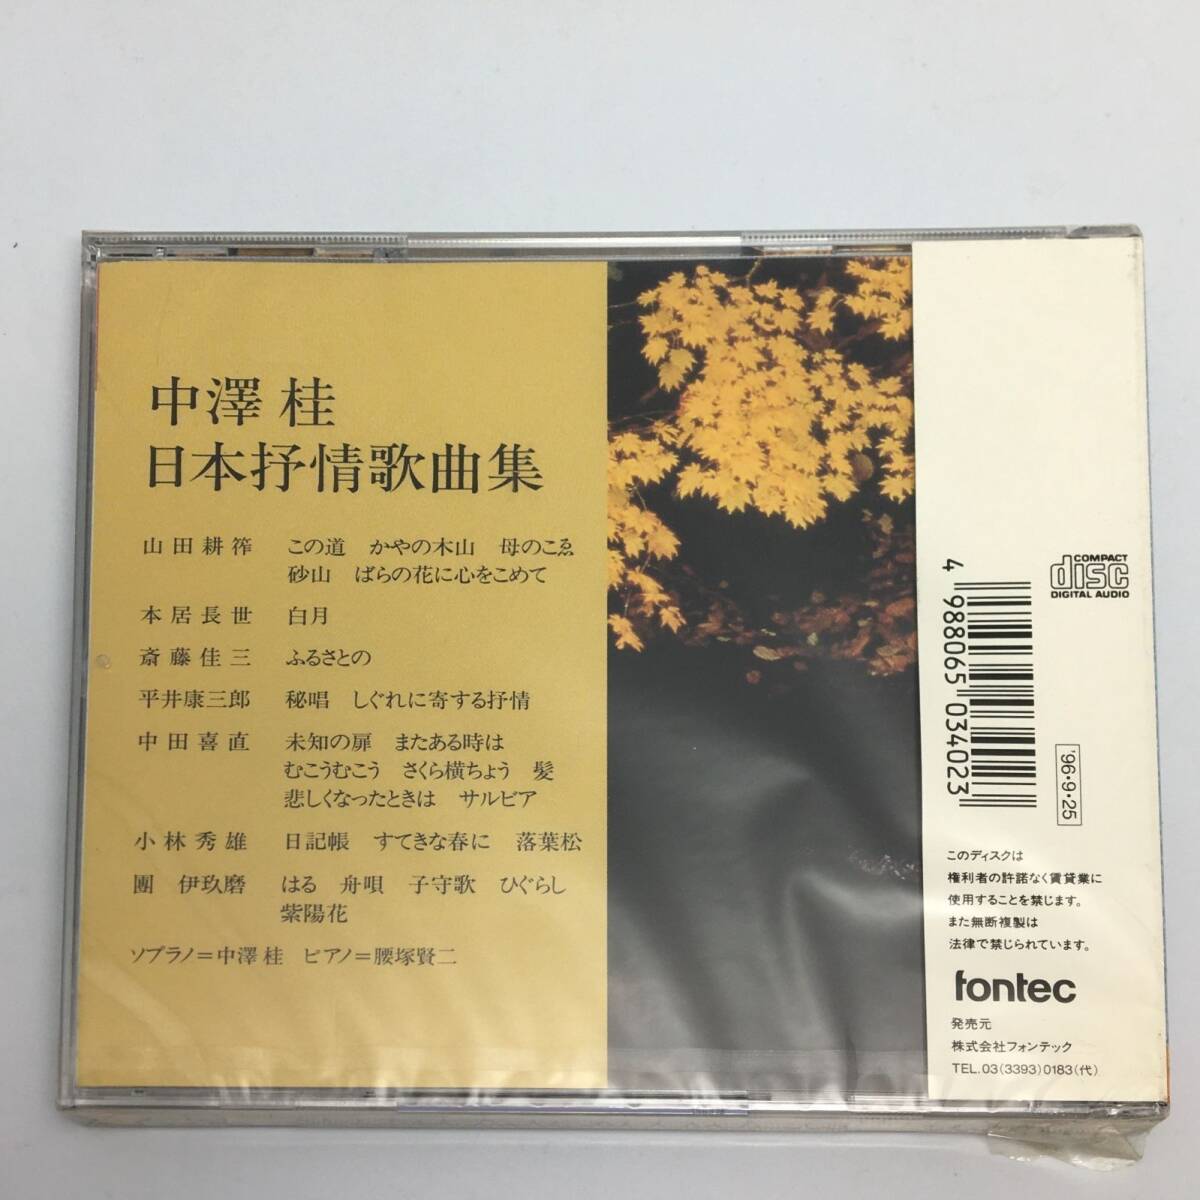 中澤 桂
日本抒情歌曲集
山田耕筰　この道　かやの木山　母のこゑ
砂山　ばらの花に心をこめて
本居長世　白月
斎藤佳三　ふるさとの
平井康三郎　秘唱　しぐれに寄する抒情
中田喜直　未知の扉　またある時は
むこうむこう　さくら横ちょう　髪
悲しくなったときは　サルビア
小林秀雄　日記帳　すてきな春に　落葉松
團 伊玖磨　はる　舟唄　子守歌　ひぐらし
紫陽花
ソプラノ=中澤 桂　ピアノ=腰塚賢二
COMPACT
disc
DIGITAL AUDIO
4 988065 034023
'96・9・25
このディスクは
権利者の許諾なく賃貸業に
使用することを禁じます。
また無断複製は
法律で禁じられています。
fontec
発売元
株式会社フォンテック
TEL.03(3393)0183(代)